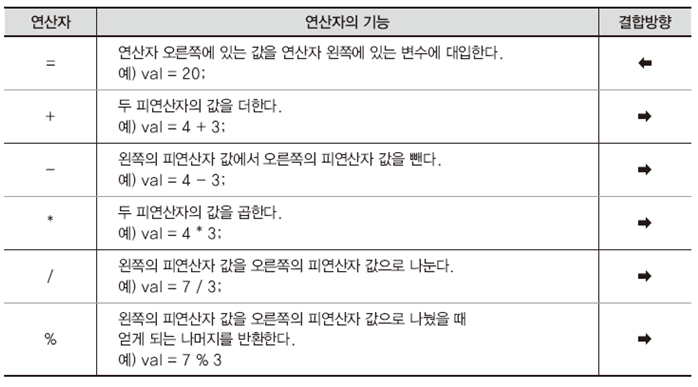 연산자 연산자의 기능 결합방향
= 연산자 오른쪽에 있는 값을 연산자 왼쪽에 있는 변수에 대입한다. ⬅
예) val = 20;
+ 두 피연산자의 값을 더한다. ➡
예) val = 4 + 3;
− 왼쪽의 피연산자 값에서 오른쪽의 피연산자 값을 뺀다. ➡
예) val = 4 − 3;
* 두 피연산자의 값을 곱한다. ➡
예) val = 4 * 3;
/ 왼쪽의 피연산자 값을 오른쪽의 피연산자 값으로 나눈다. ➡
예) val = 7 / 3;
% 왼쪽의 피연산자 값을 오른쪽의 피연산자 값으로 나눴을 때 ➡
얻게 되는 나머지를 반환한다.
예) val = 7 % 3